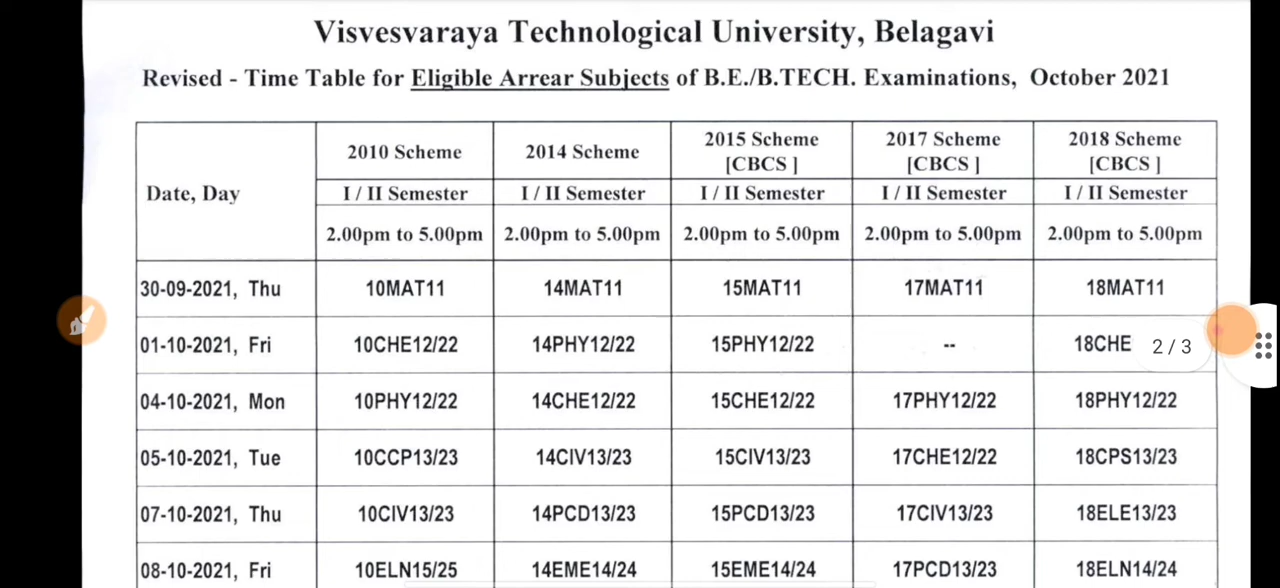 Visvesvaraya Technological University, Belagavi
Revised - Time Table for Eligible Arrear Subjects of B.E./B.TECH. Examinations, October 2021
Date, Day
2010 Scheme
2014 Scheme
2015 Scheme
[CBCS ]
2017 Scheme
[CBCS ]
2018 Scheme
[CBCS ]
I / II Semester I / II Semester I / II Semester I / II Semester I / II Semester
2.00pm to 5.00pm 2.00pm to 5.00pm 2.00pm to 5.00pm 2.00pm to 5.00pm 2.00pm to 5.00pm
30-09-2021, Thu 10MAT11 14MAT11 15MAT11 17MAT11 18MAT11
01-10-2021, Fri 10CHE12/22 14PHY12/22 15PHY12/22 -- 18CHE
2 / 3
04-10-2021, Mon 10PHY12/22 14CHE12/22 15CHE12/22 17PHY12/22 18PHY12/22
05-10-2021, Tue 10CCP13/23 14CIV13/23 15CIV13/23 17CHE12/22 18CPS13/23
07-10-2021, Thu 10CIV13/23 14PCD13/23 15PCD13/23 17CIV13/23 18ELE13/23
08-10-2021, Fri 10ELN15/25 14EME14/24 15EME14/24 17PCD13/23 18ELN14/24